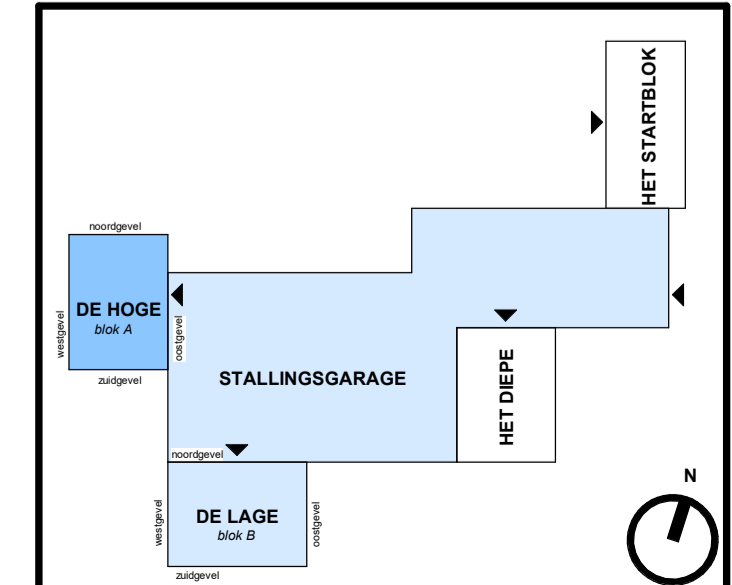 HET STARTBLOK
noordgevel
westgevel
DE HOGE
blok A
oostgevel
zuidgevel
STALLINGSGARAGE
HET DIEPE
noordgevel
westgevel
DE LAGE
blok B
oostgevel
zuidgevel
N